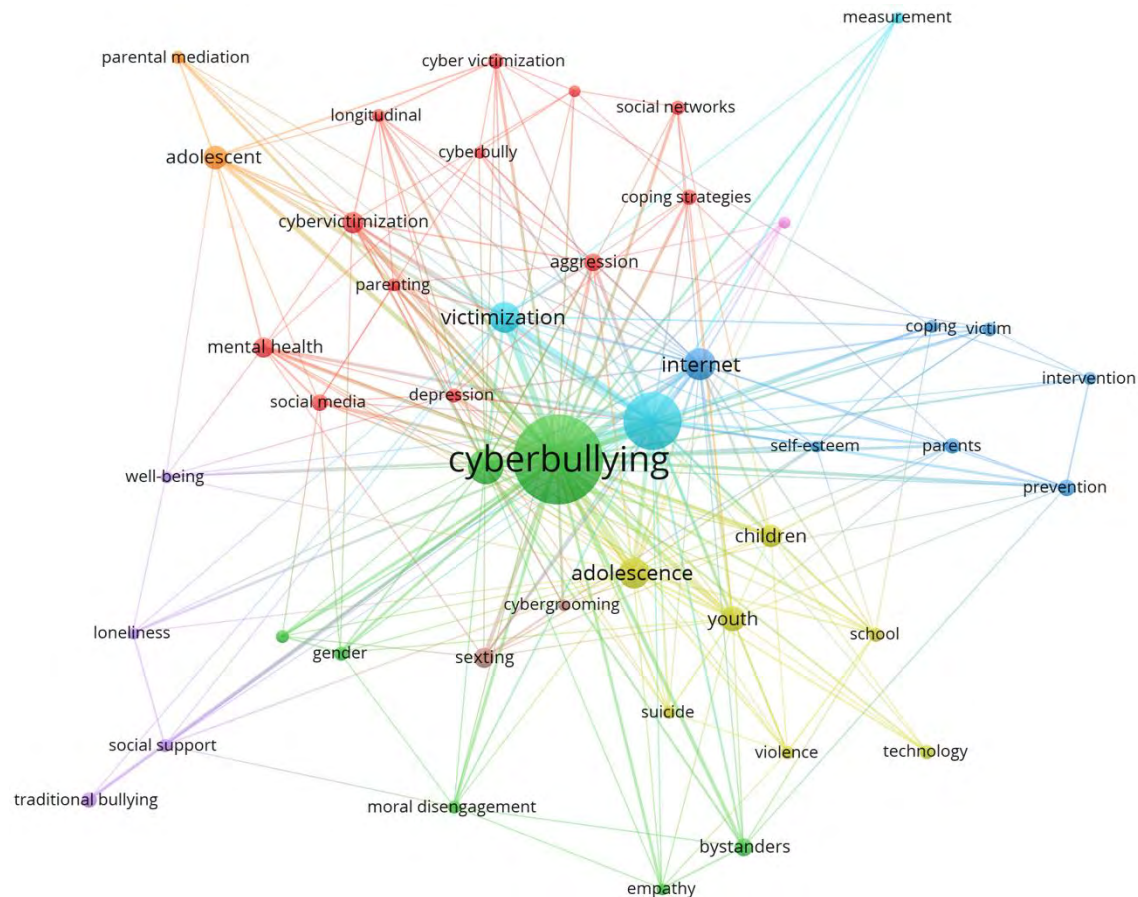 measurement
parental mediation
cyber victimization
longitudinal
social networks
adolescent
cyberbully
coping strategies
cybervictimization
aggression
parenting
victimization
coping
victim
mental health
internet
intervention
social media
depression
self-esteem
parents
cyberbullying
well-being
prevention
children
adolescence
cybergrooming
youth
loneliness
gender
sexting
school
suicide
social support
violence
technology
traditional bullying
moral disengagement
bystanders
empathy